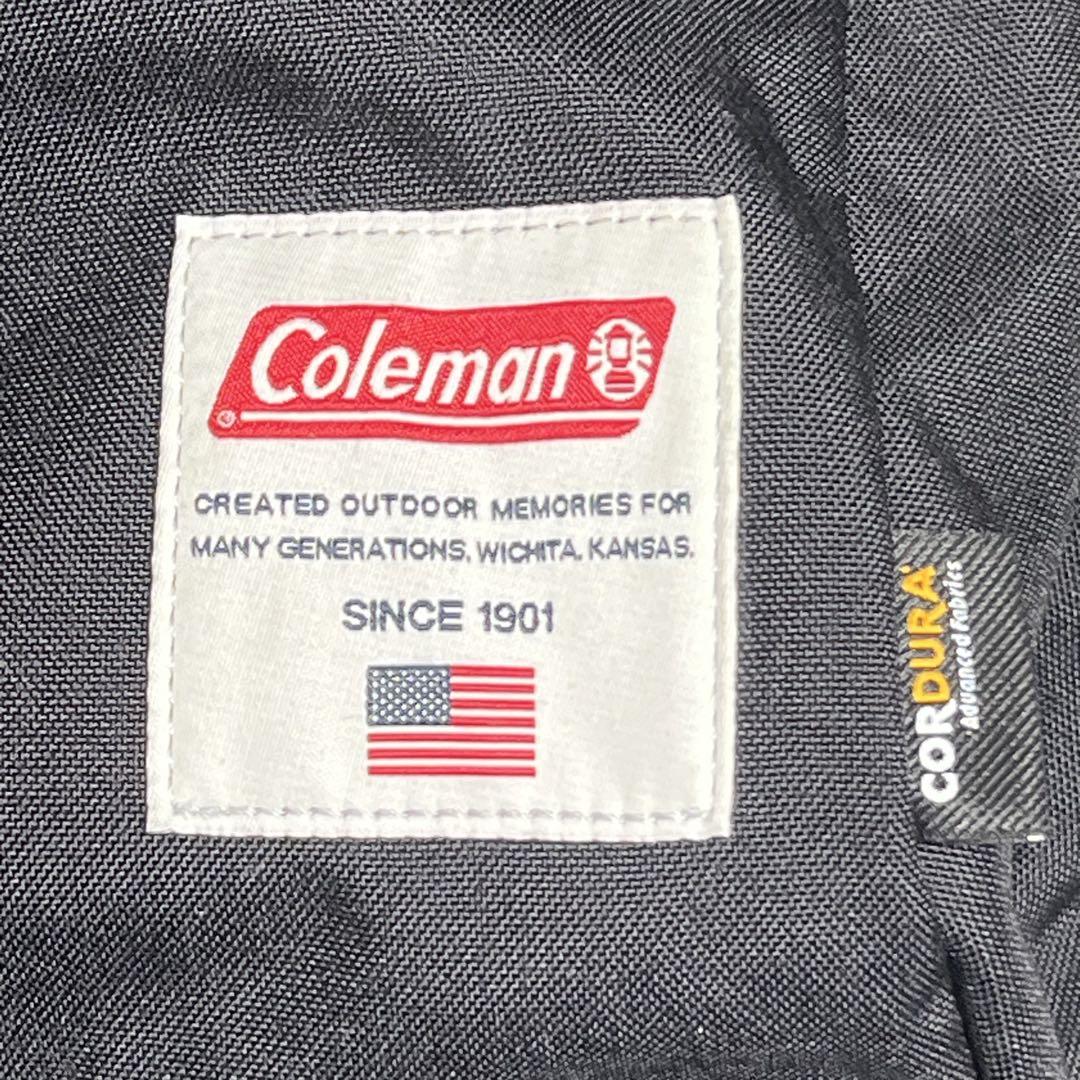 Coleman
®
CREATED OUTDOOR MEMORIES FOR
MANY GENERATIONS. WICHITA. KANSAS.
SINCE 1901
CORDURA®
Advanced Fabrics